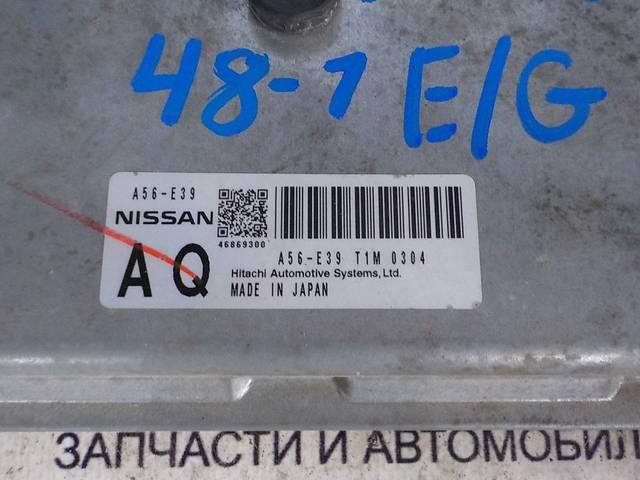 48-1 E/G
A56-E39
NISSAN
46869300
A Q
A56-E39 T1M 0304
Hitachi Automotive Systems, Ltd.
MADE IN JAPAN
ЗАПЧАСТИ И АВТОМОБИЛ